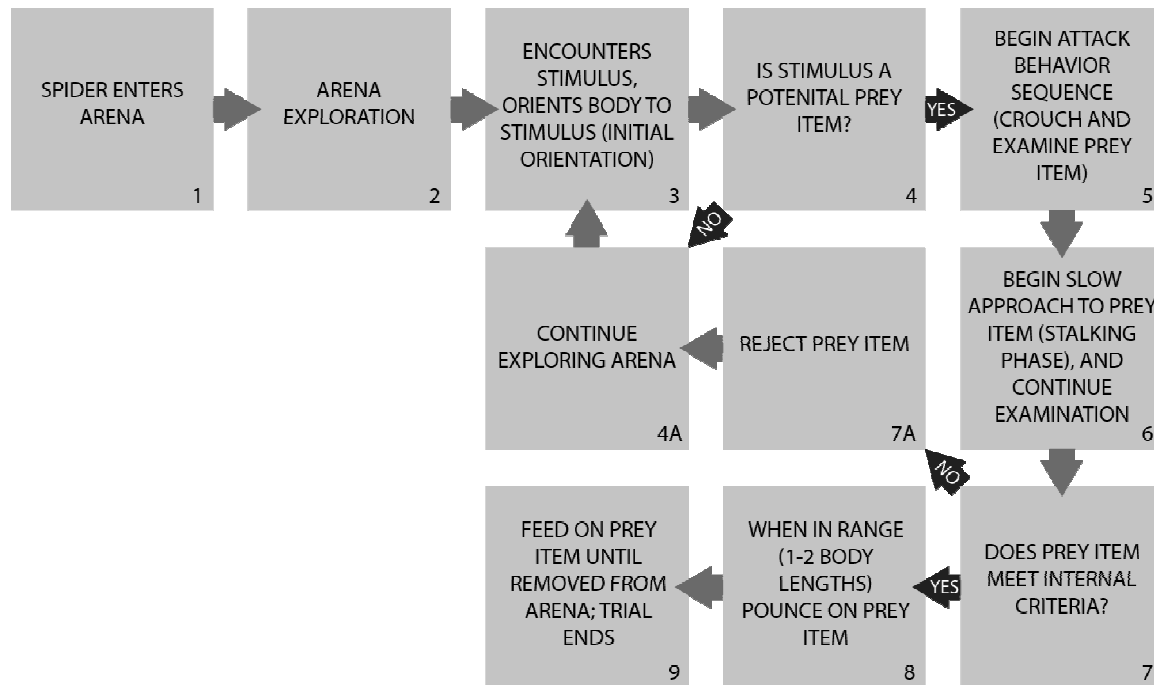 SPIDER ENTERS
ARENA
1
ARENA
EXPLORATION
2
ENCOUNTERS
STIMULUS,
ORIENTS BODY TO
STIMULUS (INITIAL
ORIENTATION)
3
IS STIMULUS A
POTENITAL PREY
ITEM?
4
YES
BEGIN ATTACK
BEHAVIOR
SEQUENCE
(CROUCH AND
EXAMINE PREY
ITEM)
5
NO
CONTINUE
EXPLORING ARENA
4A
REJECT PREY ITEM
7A
BEGIN SLOW
APPROACH TO PREY
ITEM (STALKING
PHASE), AND
CONTINUE
EXAMINATION
6
NO
FEED ON PREY
ITEM UNTIL
REMOVED FROM
ARENA; TRIAL
ENDS
9
WHEN IN RANGE
(1-2 BODY
LENGTHS)
POUNCE ON PREY
ITEM
8
YES
DOES PREY ITEM
MEET INTERNAL
CRITERIA?
7